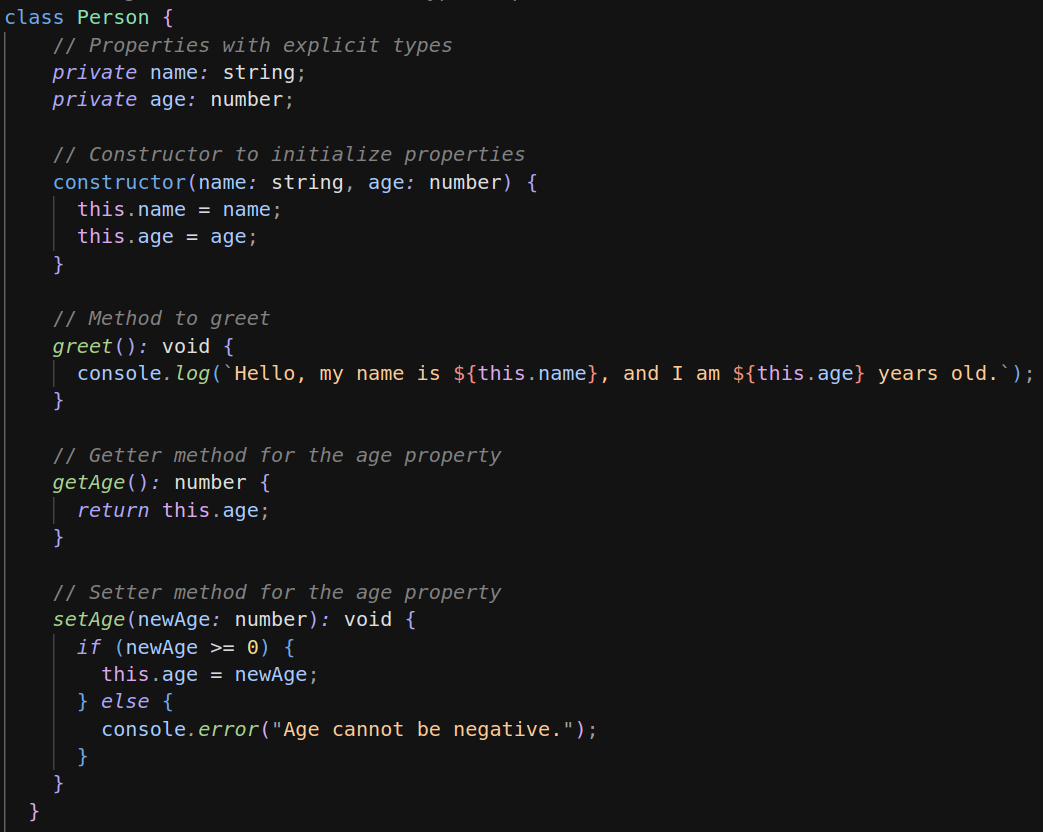 class Person {
    // Properties with explicit types
    private name: string;
    private age: number;

    // Constructor to initialize properties
    constructor(name: string, age: number) {
      this.name = name;
      this.age = age;
    }

    // Method to greet
    greet(): void {
      console.log(`Hello, my name is ${this.name}, and I am ${this.age} years old.`);
    }

    // Getter method for the age property
    getAge(): number {
      return this.age;
    }

    // Setter method for the age property
    setAge(newAge: number): void {
      if (newAge >= 0) {
        this.age = newAge;
      } else {
        console.error("Age cannot be negative.");
      }
    }
  }